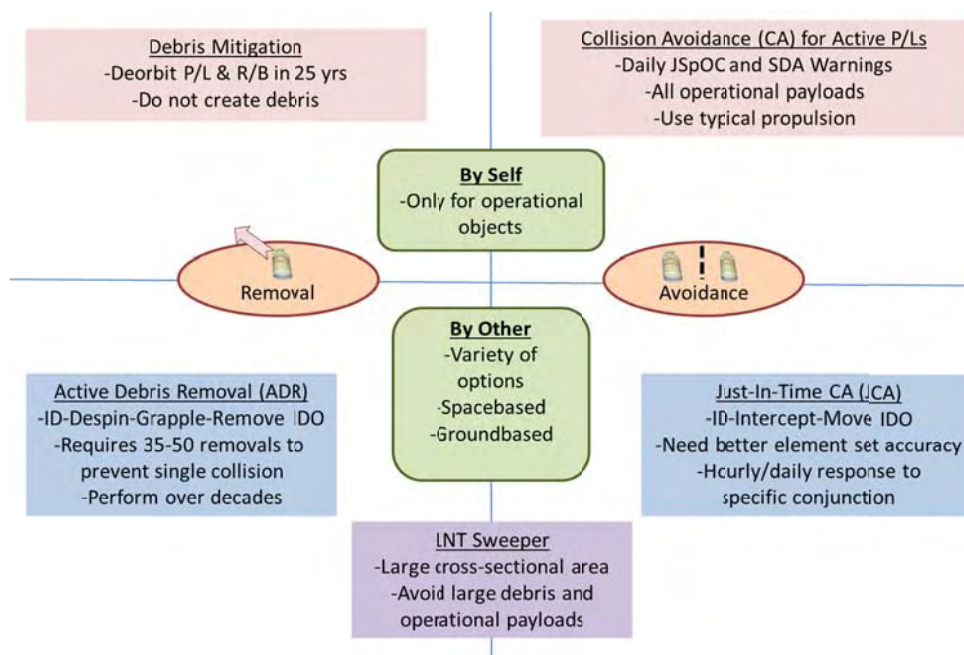 Debris Mitigation
-Deorbit P/L & R/B in 25 yrs
-Do not create debris
Collision Avoidance (CA) for Active P/Ls
-Daily JSpOC and SDA Warnings
-All operational payloads
-Use typical propulsion
By Self
-Only for operational
objects
Removal
Avoidance
By Other
-Variety of
options
-Spacebased
-Groundbased
Active Debris Removal (ADR)
-ID-Despin-Grapple-Remove IDO
-Requires 35-50 removals to
prevent single collision
-Perform over decades
Just-In-Time CA (JCA)
-ID-Intercept-Move IDO
-Need better element set accuracy
-Hourly/daily response to
specific conjunction
LNT Sweeper
-Large cross-sectional area
-Avoid large debris and
operational payloads